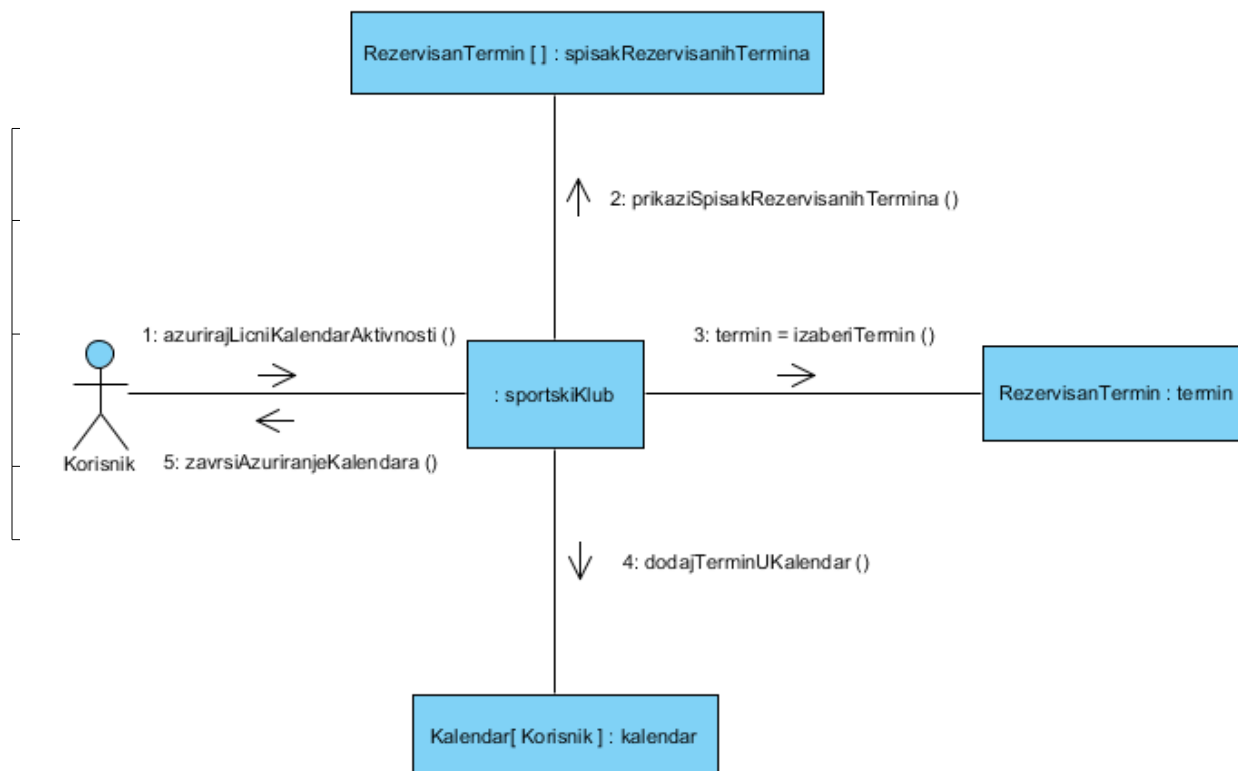 RezervisanTermin [ ] : spisakRezervisanihTermina
2: prikaziSpisakRezervisanihTermina ()
1: azurirajLicniKalendarAktivnosti ()
3: termin = izaberiTermin ()
: sportskiKlub
RezervisanTermin : termin
Korisnik
5: zavrsiAzuriranjeKalendara ()
4: dodajTerminUKalendar ()
Kalendar[ Korisnik ] : kalendar